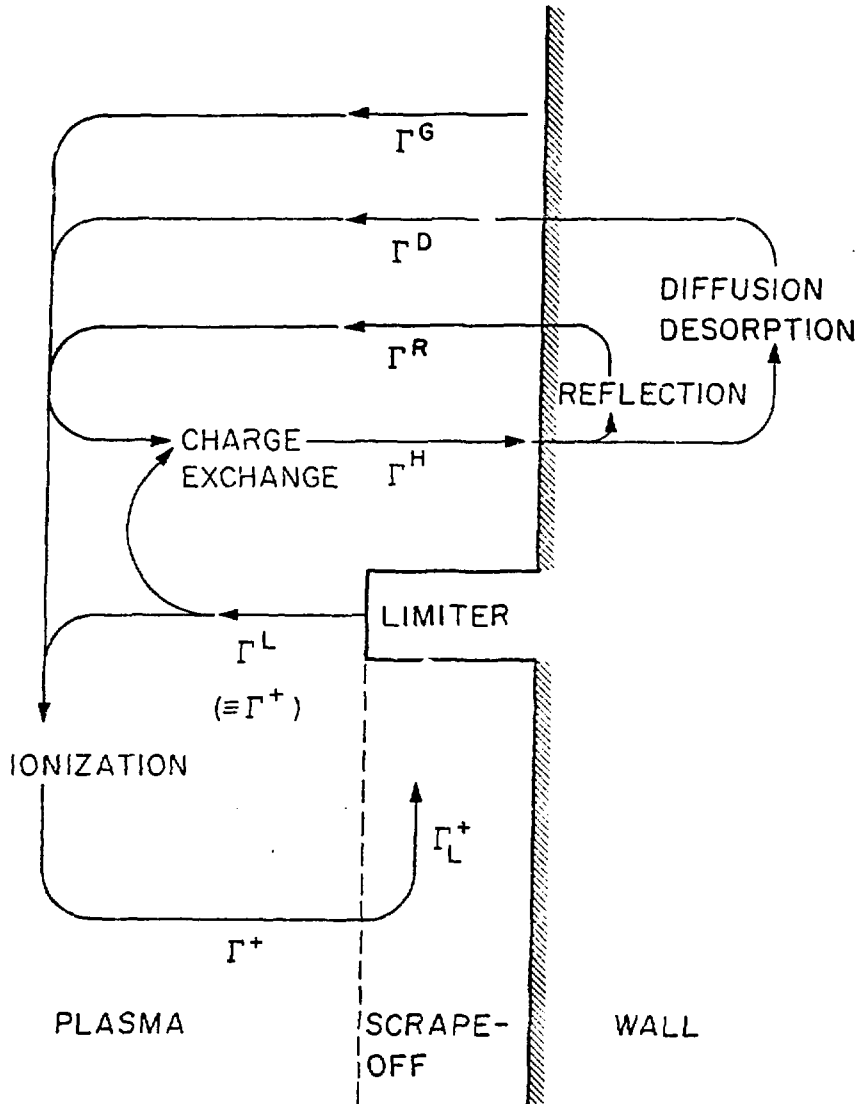 Γ^G
Γ^D
DIFFUSION
DESORPTION
Γ^R
REFLECTION
CHARGE
EXCHANGE
Γ^H
LIMITER
Γ^L
(≡Γ^+)
IONIZATION
Γ_L^+
Γ^+
PLASMA
SCRAPE-
OFF
WALL